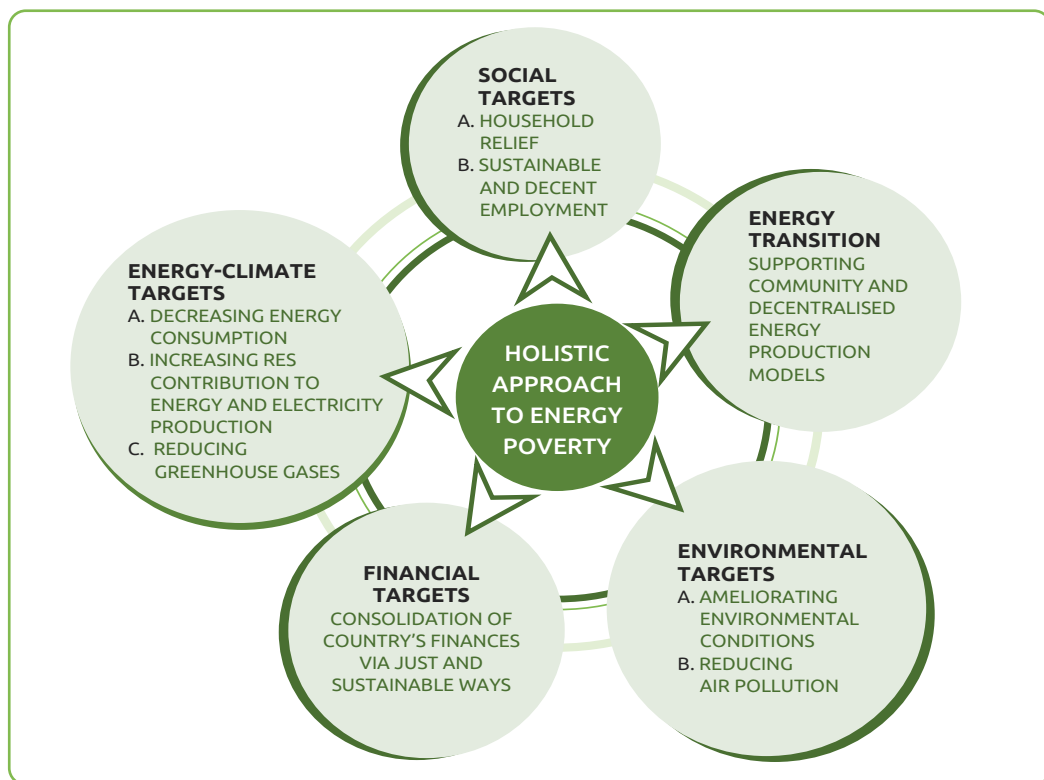 SOCIAL
TARGETS
A. HOUSEHOLD
RELIEF
B. SUSTAINABLE
AND DECENT
EMPLOYMENT
ENERGY
TRANSITION
SUPPORTING
COMMUNITY AND
DECENTRALISED
ENERGY
PRODUCTION
MODELS
ENERGY-CLIMATE
TARGETS
A. DECREASING ENERGY
CONSUMPTION
B. INCREASING RES
CONTRIBUTION TO
ENERGY AND ELECTRICITY
PRODUCTION
C. REDUCING
GREENHOUSE GASES
HOLISTIC
APPROACH
TO ENERGY
POVERTY
FINANCIAL
TARGETS
CONSOLIDATION OF
COUNTRY'S FINANCES
VIA JUST AND
SUSTAINABLE WAYS
ENVIRONMENTAL
TARGETS
A. AMELIORATING
ENVIRONMENTAL
CONDITIONS
B. REDUCING
AIR POLLUTION